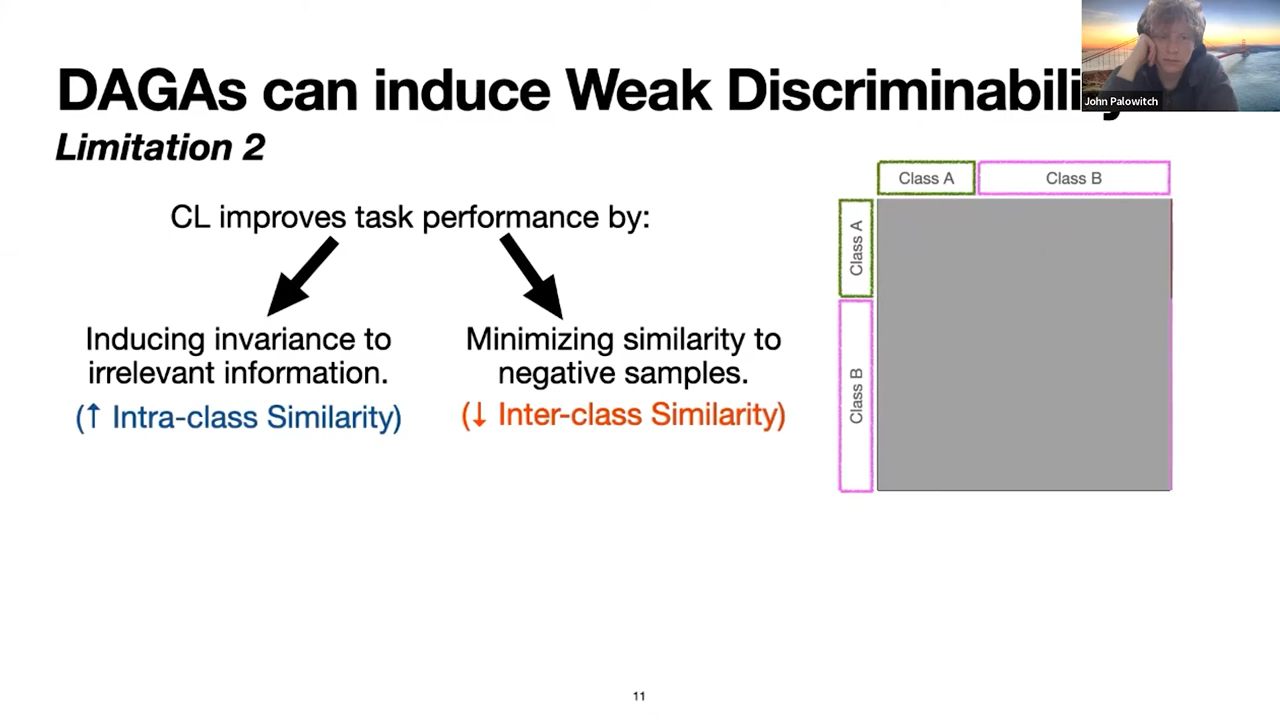 DAGAs can induce Weak Discriminability
Limitation 2
John Palowitch
CL improves task performance by:
Inducing invariance to
irrelevant information.
(↑ Intra-class Similarity)
Minimizing similarity to
negative samples.
(↓ Inter-class Similarity)
Class A
Class B
Class A
Class B
11